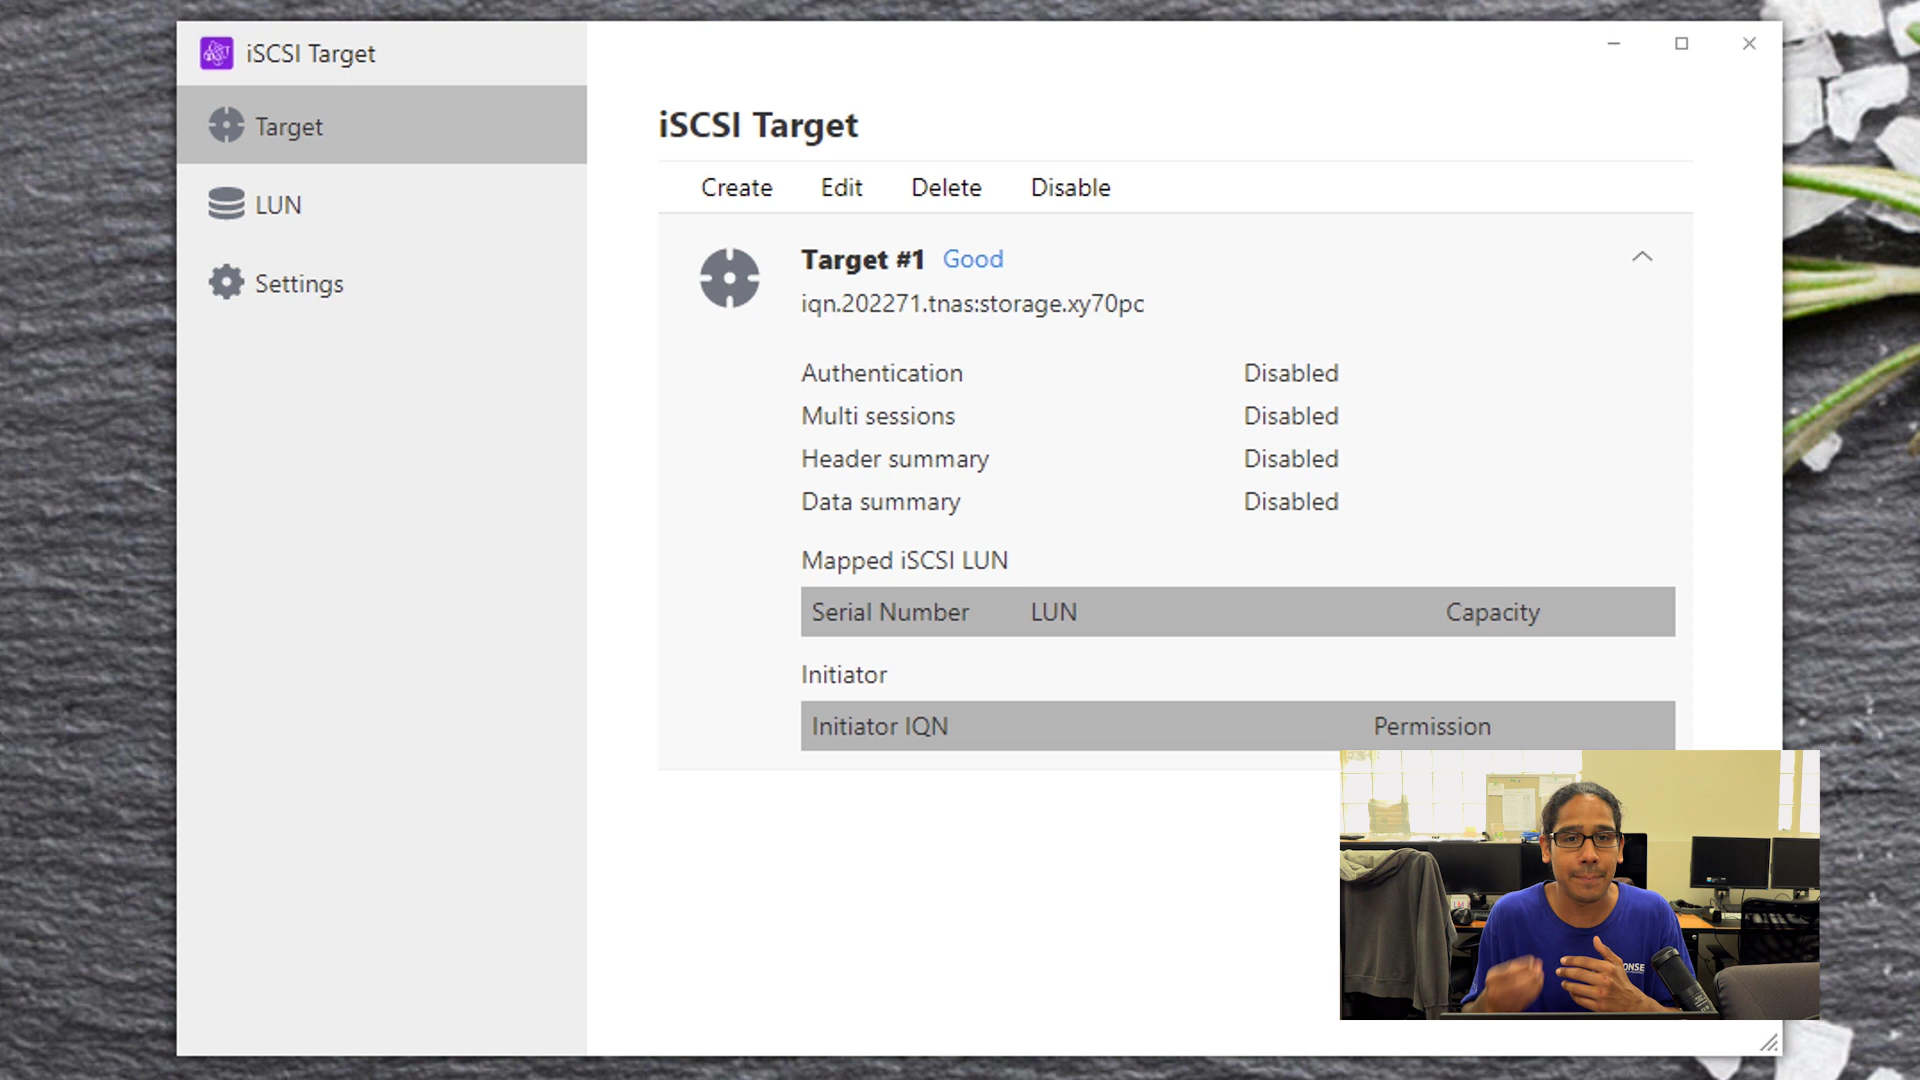 iSCSI Target
Target
LUN
Settings
iSCSI Target
Create Edit Delete Disable
Target #1 Good
iqn.202271.tnas:storage.xy70pc
Authentication Disabled
Multi sessions Disabled
Header summary Disabled
Data summary Disabled
Mapped iSCSI LUN
Serial Number LUN Capacity
Initiator
Initiator IQN Permission
ONSE